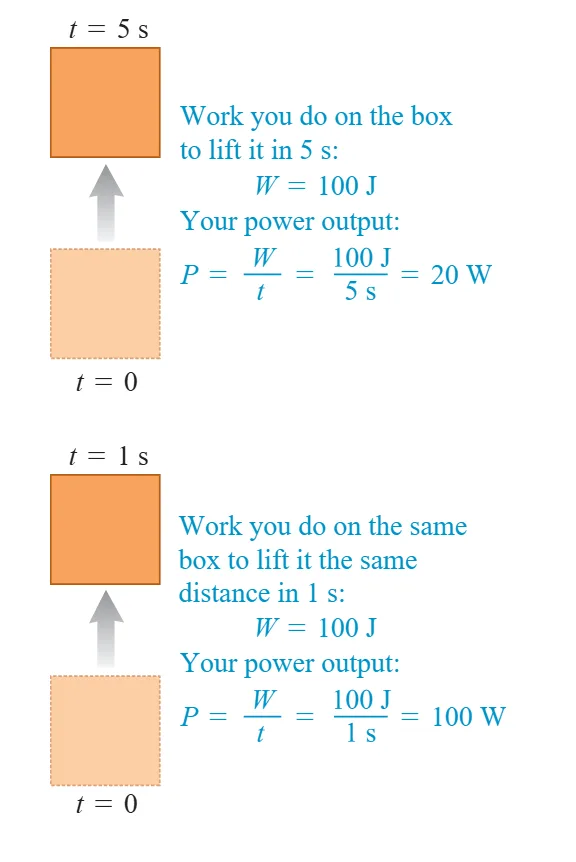 t = 5 s
Work you do on the box
to lift it in 5 s:
W = 100 J
Your power output:
P = W/t = 100 J/5 s = 20 W
t = 0
t = 1 s
Work you do on the same
box to lift it the same
distance in 1 s:
W = 100 J
Your power output:
P = W/t = 100 J/1 s = 100 W
t = 0